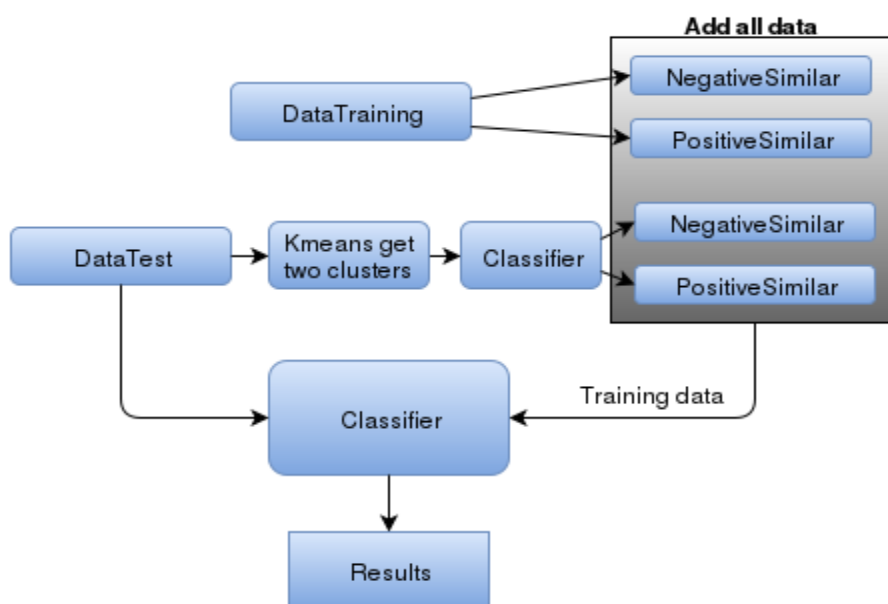 Add all data
NegativeSimilar
DataTraining
PositiveSimilar
NegativeSimilar
DataTest
Kmeans get
two clusters
Classifier
PositiveSimilar
Training data
Classifier
Results